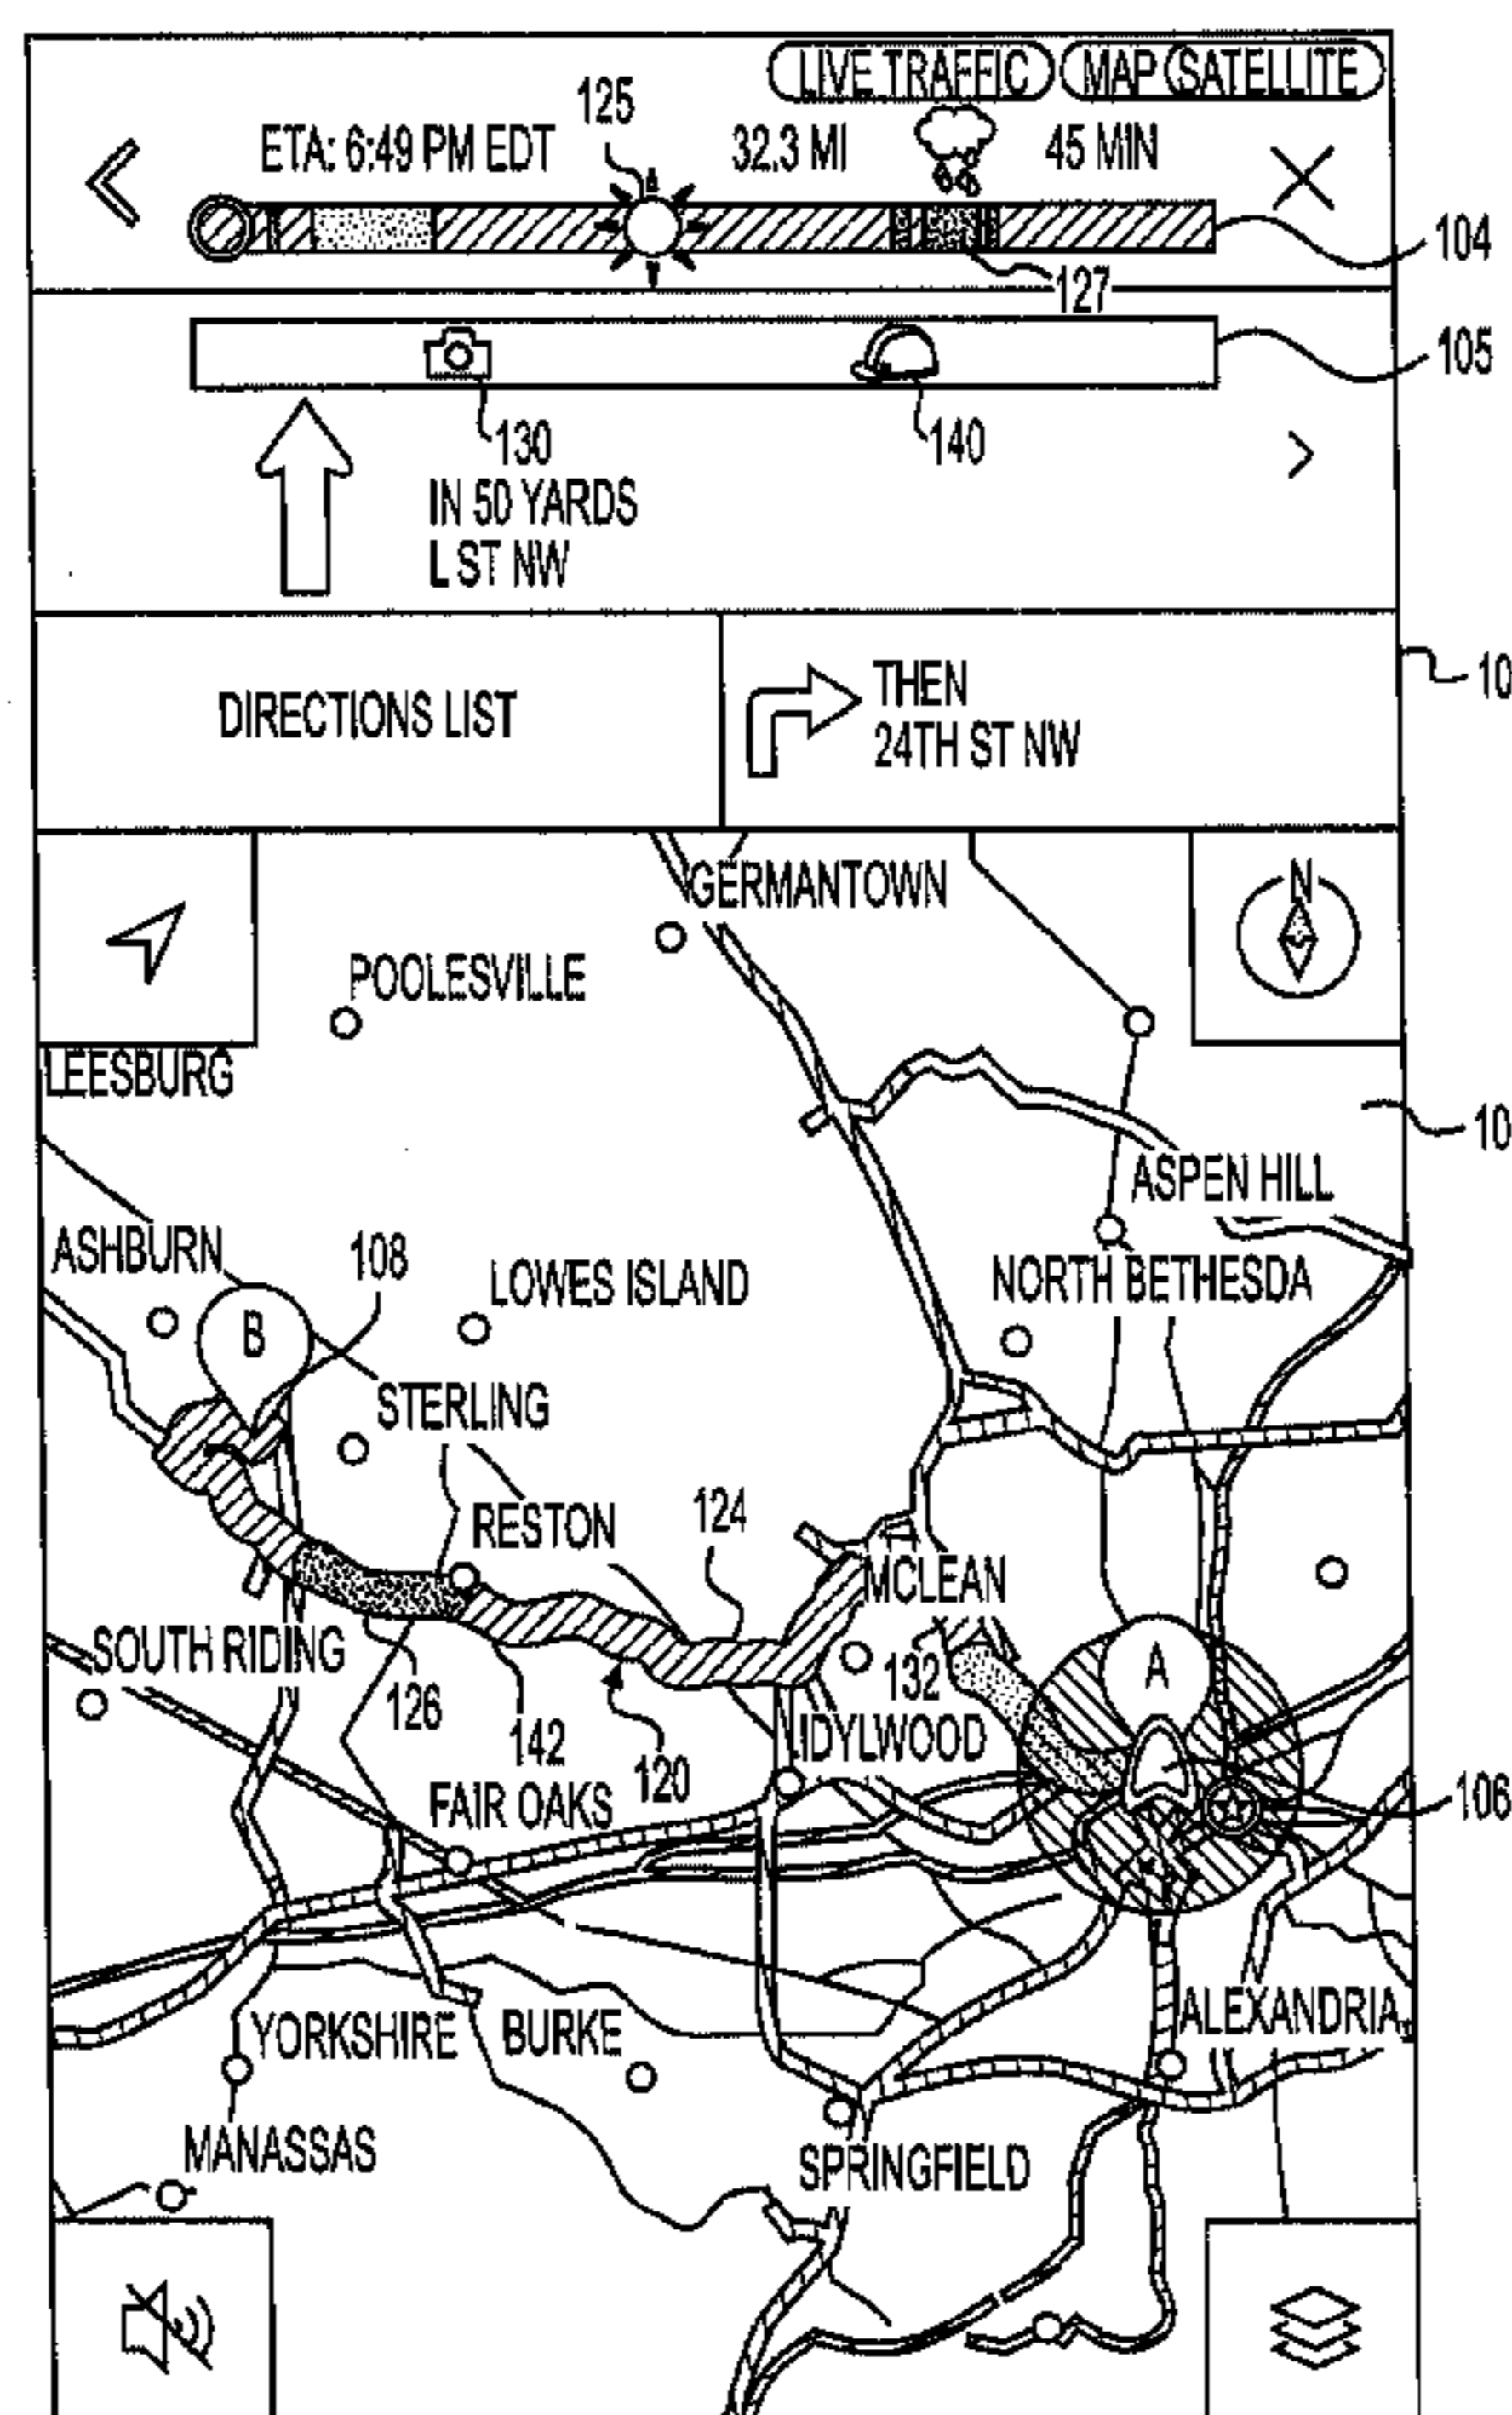 LIVE TRAFFIC MAP SATELLITE
125
ETA: 6:49 PM EDT 32.3 MI 45 MIN
104
127
105
130 140
IN 50 YARDS
L ST NW
10
DIRECTIONS LIST
THEN
24TH ST NW
GERMANTOWN
N
POOLESVILLE
LEESBURG
10
ASPEN HILL
ASHBURN 108
LOWES ISLAND NORTH BETHESDA
B
STERLING
RESTON 124
MCLEAN
SOUTH RIDING 132 A
126 142 120 IDYLWOOD
FAIR OAKS 106
YORKSHIRE BURKE ALEXANDRIA
MANASSAS SPRINGFIELD